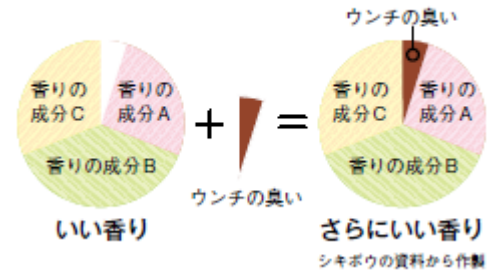 ウンチの臭い
香りの
成分C
香りの
成分A
香りの成分B
いい香り
+
ウンチの臭い
=
香りの
成分C
香りの
成分A
香りの成分B
さらにいい香り
シキボウの資料から作製